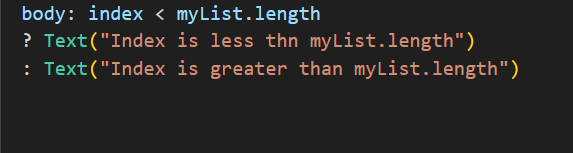 body: index < myList.length
? Text("Index is less thn myList.length")
: Text("Index is greater than myList.length")